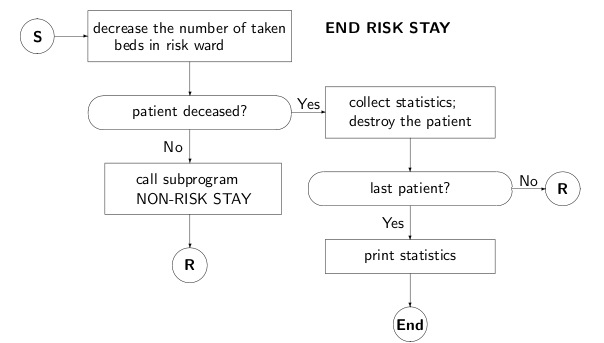 S
decrease the number of taken
beds in risk ward
END RISK STAY
patient deceased?
Yes
collect statistics;
destroy the patient
No
call subprogram
NON-RISK STAY
last patient?
No
R
Yes
R
print statistics
End